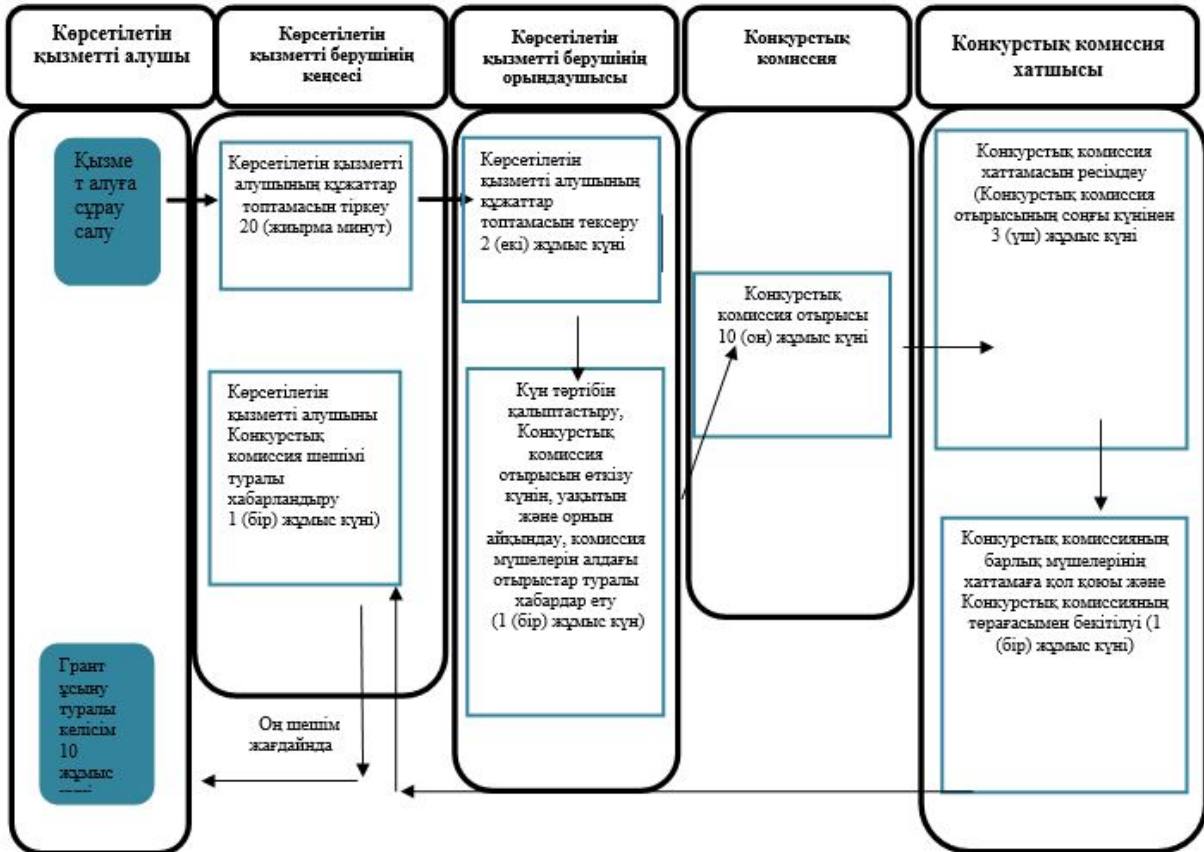 Көрсетілетін
қызметті алушы
Көрсетілетін
қызметті берушінің
кеңсесі
Көрсетілетін
қызметті берушінің
орындаушысы
Конкурстық
комиссия
Конкурстық комиссия
хатшысы
Қызме
т алуға
сұрау
салу
Көрсетілетін қызметті
алушының құжаттар
топтамасын тіркеу
20 (жиырма минут)
Көрсетілетін
қызметті алушының
құжаттар
топтамасын тексеру
2 (екі) жұмыс күні
Конкурстық
комиссия отырысы
10 (он) жұмыс күні
Конкурстық комиссия
хаттамасын ресімдеу
(Конкурстық комиссия
отырысының соңғы күнінен
3 (үш) жұмыс күні
Көрсетілетін
қызметті алушыны
Конкурстық
комиссия шешімі
туралы
хабарландыру
1 (бір) жұмыс күні)
Күн тәртібін
қалыптастыру,
Конкурстық
комиссия
отырысын өткізу
күнін, уақытын
және орнын
айқындау, комиссия
мүшелерін алдағы
отырыстар туралы
хабардар ету
(1 (бір) жұмыс күн)
Конкурстық комиссияның
барлық мүшелерінің
хаттамаға қол қоюы және
Конкурстық комиссияның
төрағасымен бекітілуі (1
(бір) жұмыс күні)
Грант
ұсыну
туралы
келісім
10
жұмыс
Оң шешім
жағдайнда